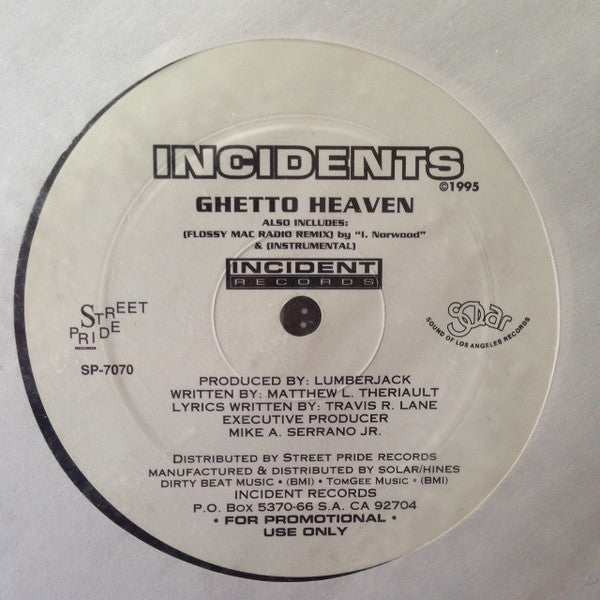 INCIDENTS
©1995
GHETTO HEAVEN
ALSO INCLUDES:
(FLOSSY MAC RADIO REMIX) by "I. Norwood"
& (INSTRUMENTAL)
INCIDENT
RECORDS
STREET
PRIDE
RECORDS
SP-7070
Solar
SOUND OF LOS ANGELES RECORDS
PRODUCED BY: LUMBERJACK
WRITTEN BY: MATTHEW L. THERIAULT
LYRICS WRITTEN BY: TRAVIS R. LANE
EXECUTIVE PRODUCER
MIKE A. SERRANO JR.
DISTRIBUTED BY STREET PRIDE RECORDS
MANUFACTURED & DISTRIBUTED BY SOLAR/HINES
DIRTY BEAT MUSIC • (BMI) • TOMGEE MUSIC • (BMI)
INCIDENT RECORDS
P.O. BOX 5370-66 S.A. CA 92704
• FOR PROMOTIONAL •
USE ONLY